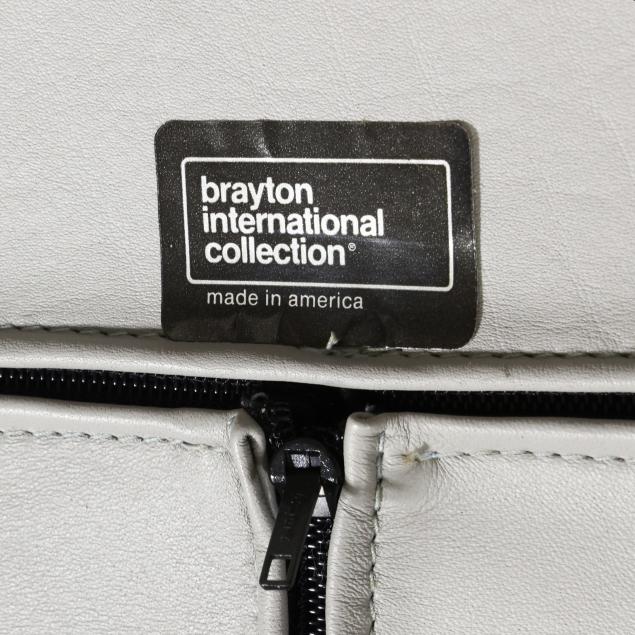 brayton
international
collection®
made in america